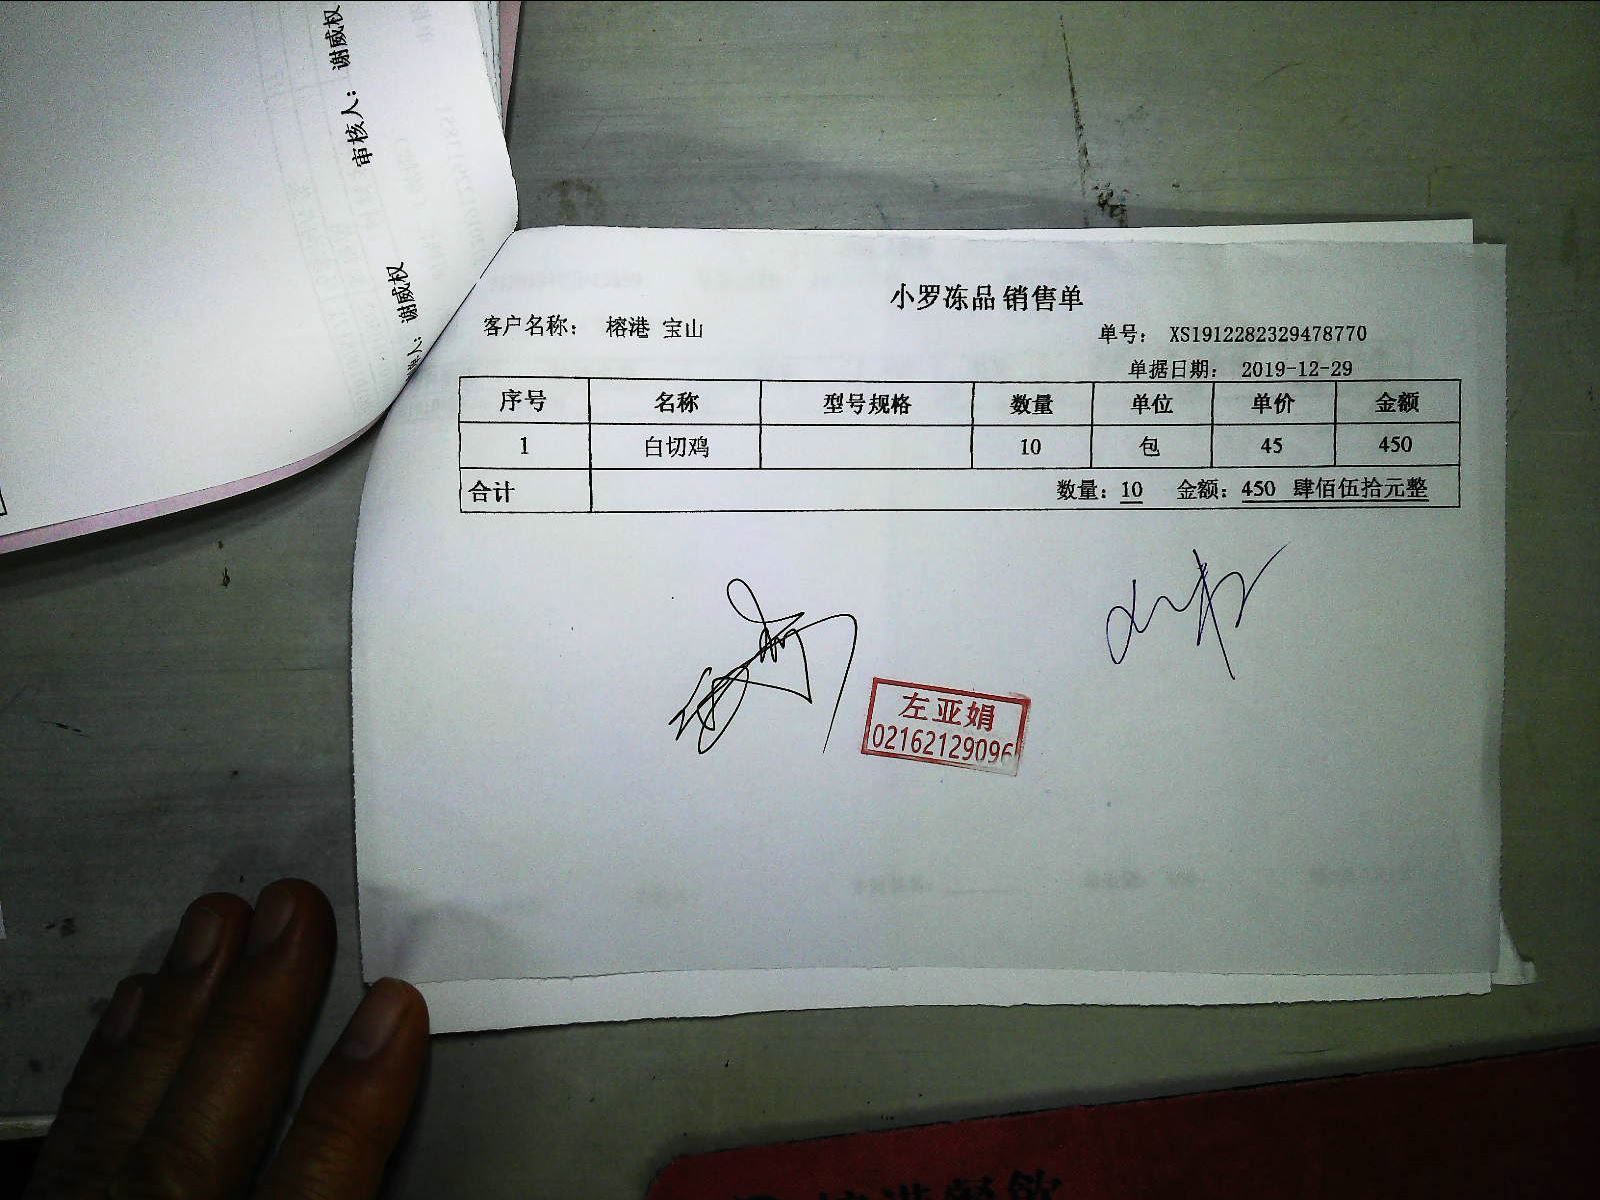 审核人： 谢威权
谢威权
小罗冻品 销售单
客户名称： 榕港 宝山
单号： XS1912282329478770
单据日期： 2019-12-29
序号 名称 型号规格 数量 单位 单价 金额
1 白切鸡 10 包 45 450
合计 数量：10 金额：450 肆佰伍拾元整
左亚娟
02162129096